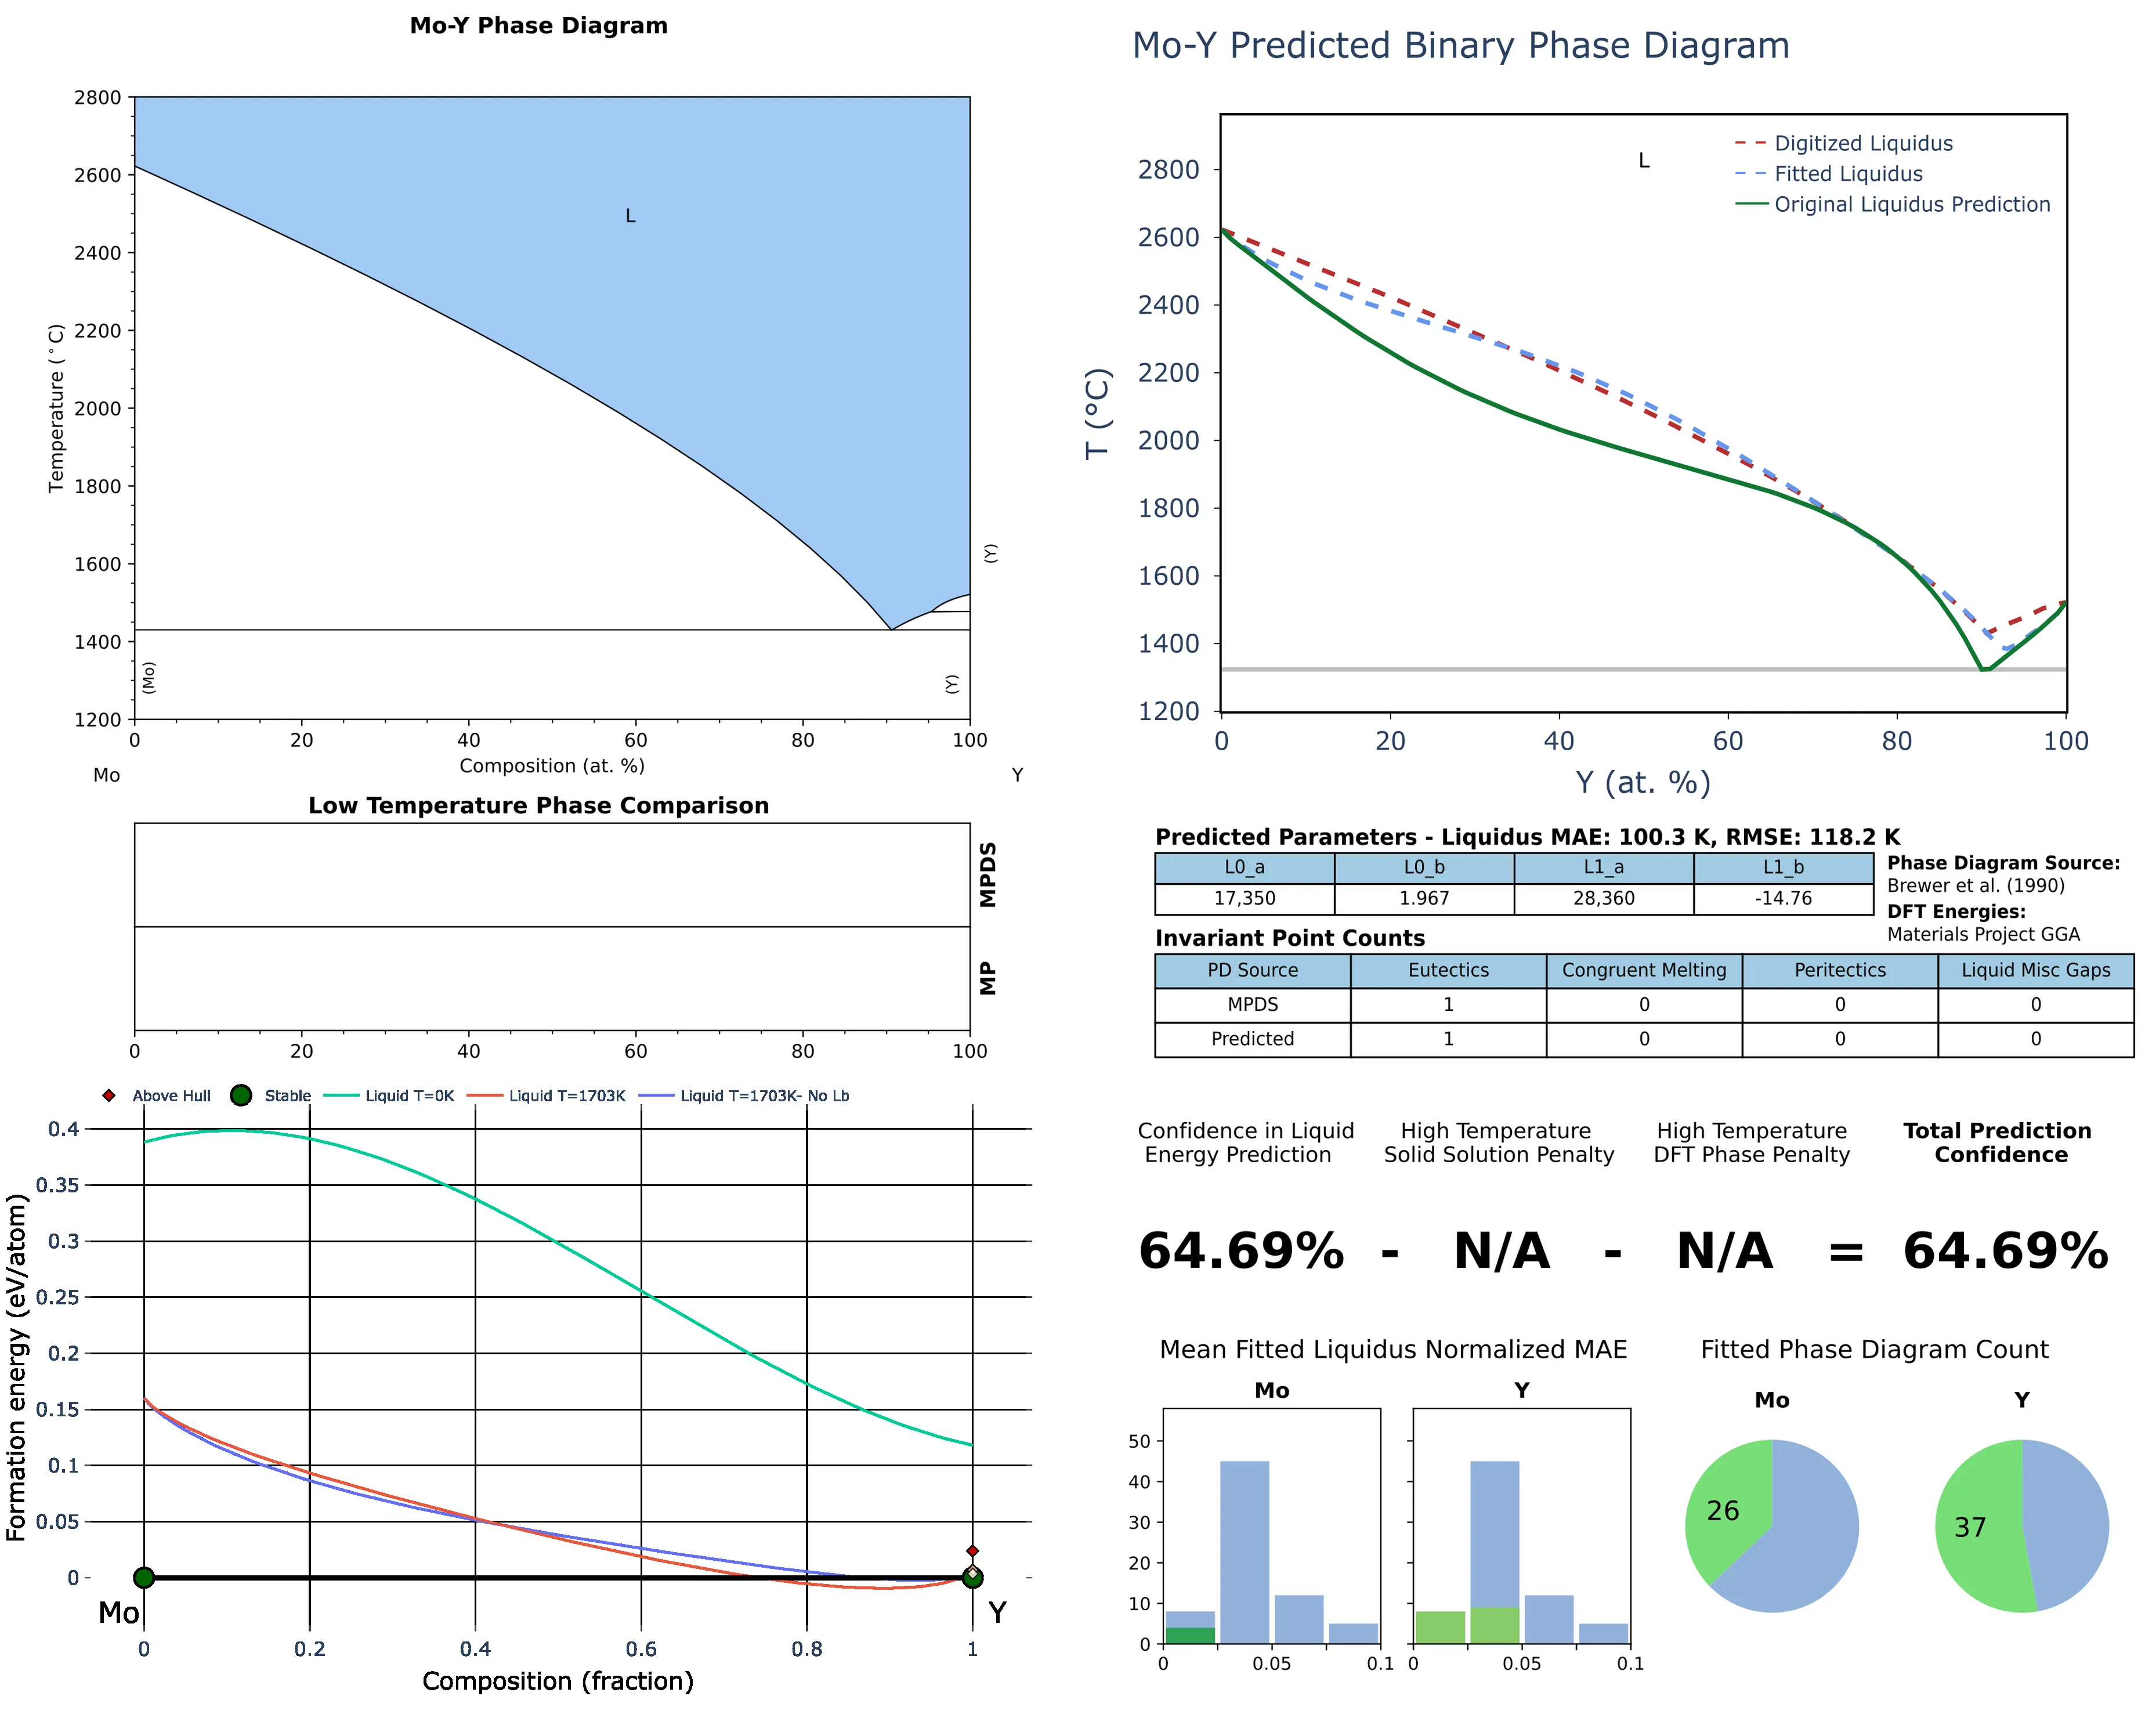 Mo-Y Phase Diagram
2800
2600
2400
2200
2000
1800
1600
1400
1200
Temperature (°C)
L
(Mo)
(Y)
(Y)
0 20 40 60 80 100
Composition (at. %)
Mo Y
Low Temperature Phase Comparison
MPDS
MP
0 20 40 60 80 100
Mo-Y Predicted Binary Phase Diagram
L
Digitized Liquidus
Fitted Liquidus
Original Liquidus Prediction
2800
2600
2400
2200
2000
1800
1600
1400
1200
T (°C)
0 20 40 60 80 100
Y (at. %)
Predicted Parameters - Liquidus MAE: 100.3 K, RMSE: 118.2 K
L0_a L0_b L1_a L1_b
17,350 1.967 28,360 -14.76
Phase Diagram Source:
Brewer et al. (1990)
DFT Energies:
Materials Project GGA
Invariant Point Counts
PD Source Eutectics Congruent Melting Peritectics Liquid Misc Gaps
MPDS 1 0 0 0
Predicted 1 0 0 0
Above Hull Stable Liquid T=0K Liquid T=1703K Liquid T=1703K- No Lb
0.4
0.35
0.3
0.25
0.2
0.15
0.1
0.05
0
Formation energy (eV/atom)
Mo Y
0 0.2 0.4 0.6 0.8 1
Composition (fraction)
Confidence in Liquid
Energy Prediction
High Temperature
Solid Solution Penalty
High Temperature
DFT Phase Penalty
Total Prediction
Confidence
64.69% - N/A - N/A = 64.69%
Mean Fitted Liquidus Normalized MAE
Mo Y
50
40
30
20
10
0
0 0.05 0.1 0 0.05 0.1
Fitted Phase Diagram Count
Mo Y
26 37